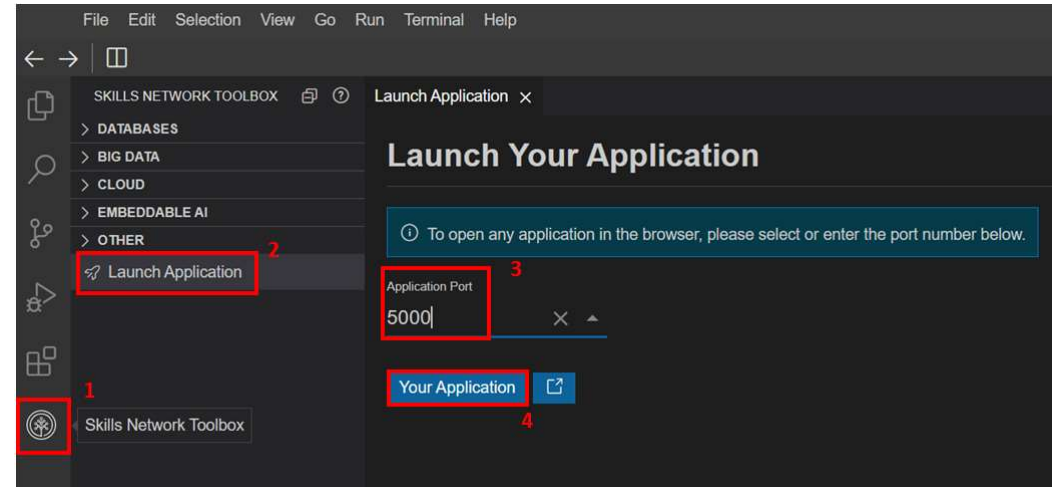 File Edit Selection View Go Run Terminal Help
SKILLS NETWORK TOOLBOX
DATABASES
BIG DATA
CLOUD
EMBEDDABLE AI
OTHER
2
Launch Application
1
Skills Network Toolbox
Launch Application
Launch Your Application
To open any application in the browser, please select or enter the port number below.
3
Application Port
5000
Your Application
4